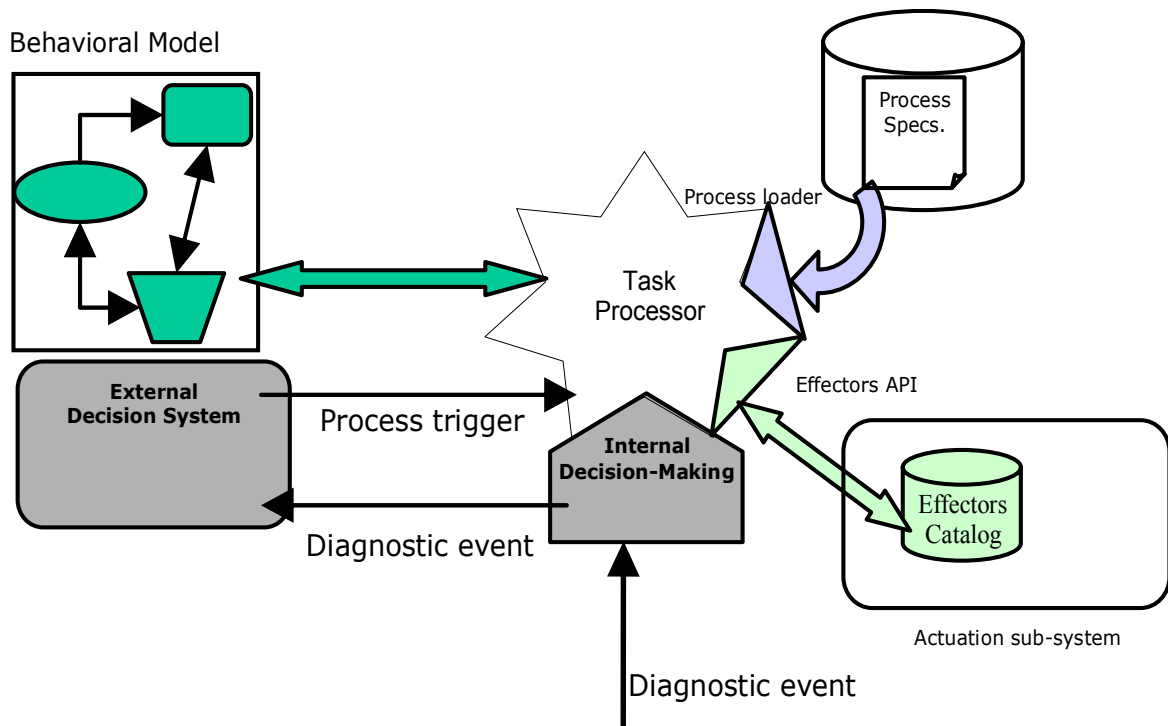 Behavioral Model
Process
Specs.
Process loader
Task
Processor
External
Decision System
Process trigger
Effectors API
Internal
Decision-Making
Diagnostic event
Effectors
Catalog
Actuation sub-system
Diagnostic event